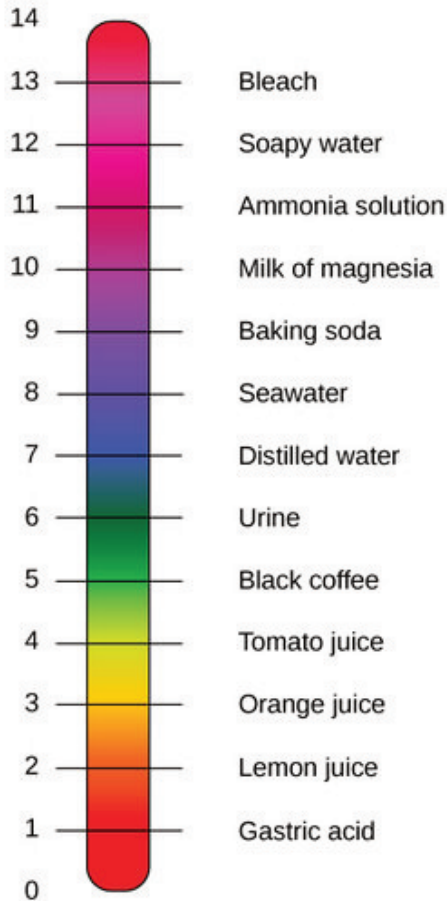 14
13 Bleach
12 Soapy water
11 Ammonia solution
10 Milk of magnesia
9 Baking soda
8 Seawater
7 Distilled water
6 Urine
5 Black coffee
4 Tomato juice
3 Orange juice
2 Lemon juice
1 Gastric acid
0